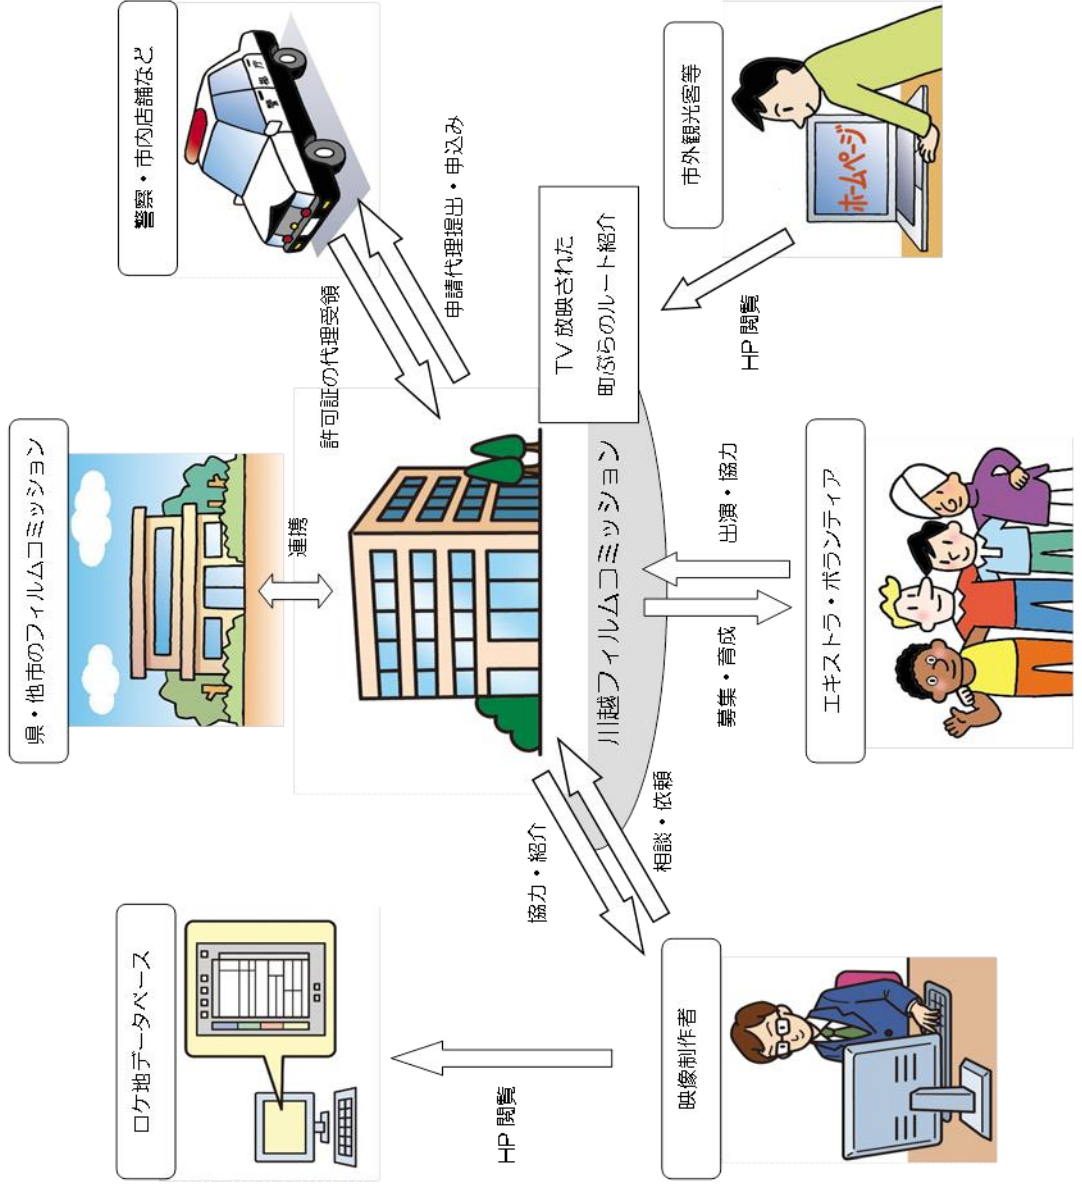 県・他市のフィルムコミッション
ロケ地データベース
警察・市内店舗など
警視庁
連携
許可証の代理受領
申請代理提出・申込み
HP 閲覧
協力・紹介
TV 放映された
町ぶらのルート紹介
川越フィルムコミッション
相談・依頼
募集・育成
出演・協力
HP 閲覧
映像制作者
エキストラ・ボランティア
市外観光客等
ホームページ